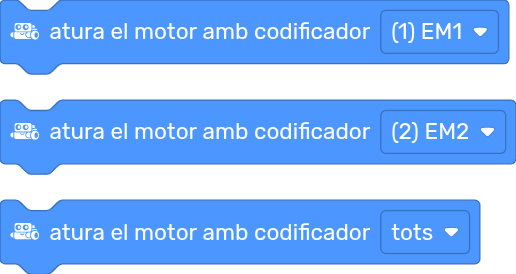 atura el motor amb codificador (1) EM1
atura el motor amb codificador (2) EM2
atura el motor amb codificador tots